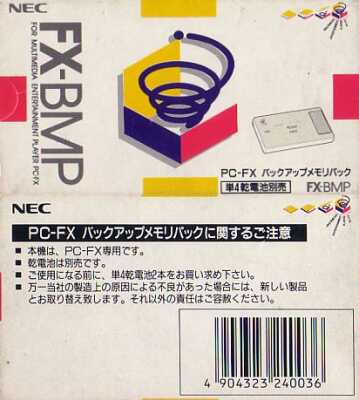 NEC
FX-BMP
FOR MULTIMEDIA ENTERTAINMENT PLAYER PC-FX
PC-FX バックアップメモリパック
単4乾電池別売
FX-BMP
NEC
PC-FX バックアップメモリパックに関するご注意
■ 本機は、PC-FX専用です。
■ 乾電池は別売です。
■ ご使用になる前に、単4乾電池2本をお買い求め下さい。
■ 万一当社の製造上の原因による不良があった場合には、新しい製品
とお取り替え致します。それ以外の責任はご容赦ください。
4 904323 240036